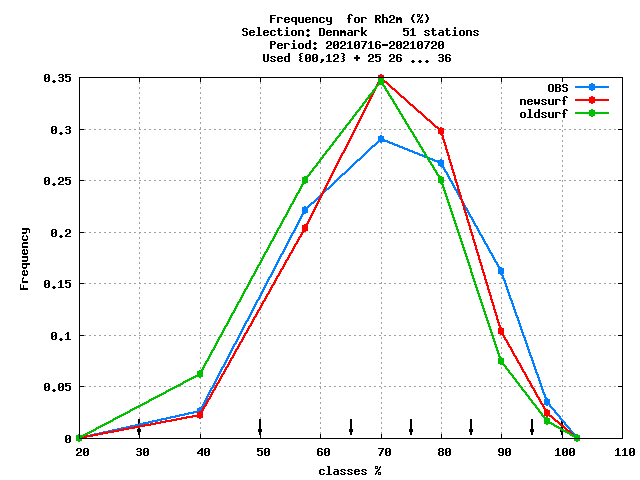 Frequency  for Rh2m (%)
Selection: Denmark     51 stations
Period: 20210716-20210720
Used {00,12} + 25 26 ... 36
OBS
newsurf
oldsurf
0.35
0.3
0.25
0.2
0.15
0.1
0.05
0
Frequency
20 30 40 50 60 70 80 90 100 110
classes %